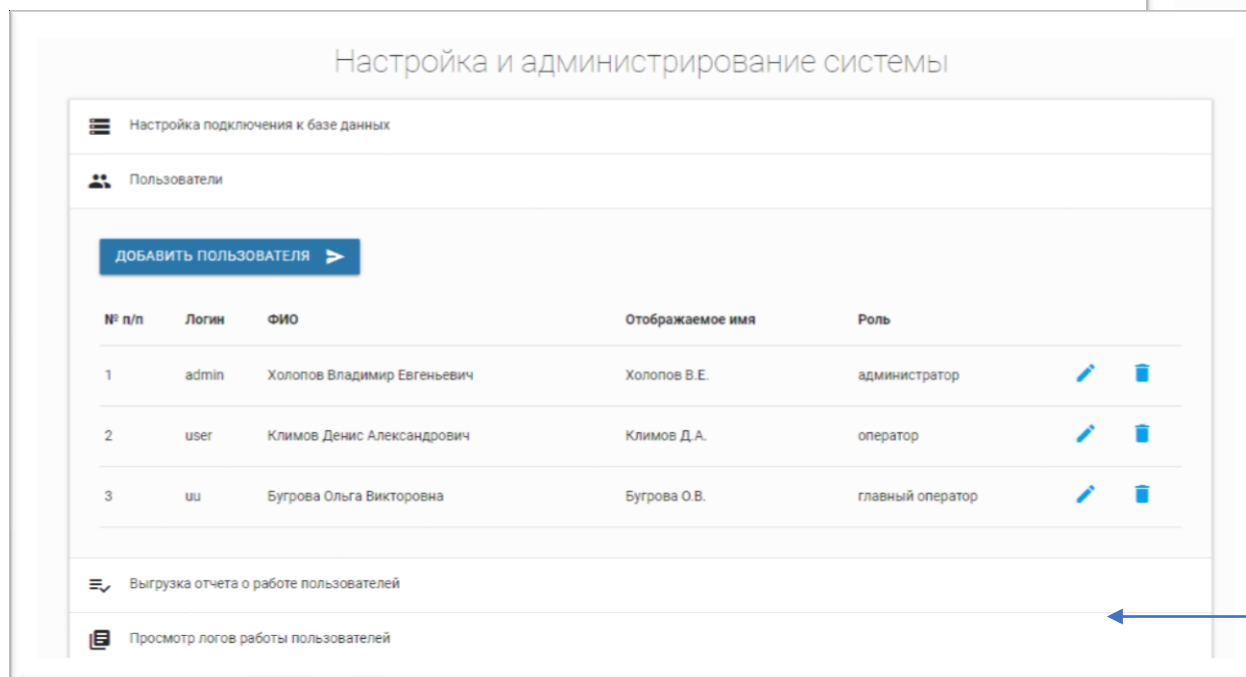 Настройка и администрирование системы
Настройка подключения к базе данных
Пользователи
ДОБАВИТЬ ПОЛЬЗОВАТЕЛЯ
№ п/п Логин ФИО Отображаемое имя Роль
1 admin Холопов Владимир Евгеньевич Холопов В.Е. администратор
2 user Климов Денис Александрович Климов Д.А. оператор
3 uu Бугрова Ольга Викторовна Бугрова О.В. главный оператор
Выгрузка отчета о работе пользователей
Просмотр логов работы пользователей